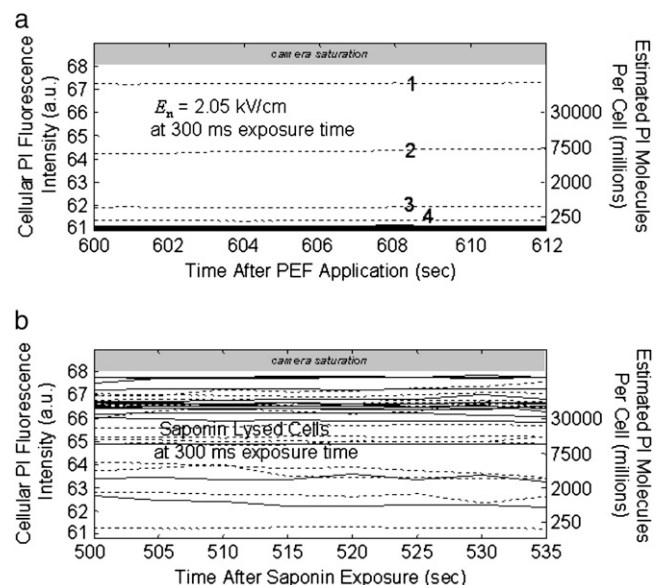 a
camera saturation
68
67
66
65
64
63
62
61
1
2
3
4
En = 2.05 kV/cm
at 300 ms exposure time
30000
7500
2000
250
600 602 604 606 608 610 612
Time After PEF Application (sec)
Cellular PI Fluorescence
Intensity (a.u.)
Estimated PI Molecules
Per Cell (millions)
b
camera saturation
68
67
66
65
64
63
62
61
Saponin Lysed Cells
at 300 ms exposure time
30000
7500
2000
250
500 505 510 515 520 525 530 535
Time After Saponin Exposure (sec)
Cellular PI Fluorescence
Intensity (a.u.)
Estimated PI Molecules
Per Cell (millions)